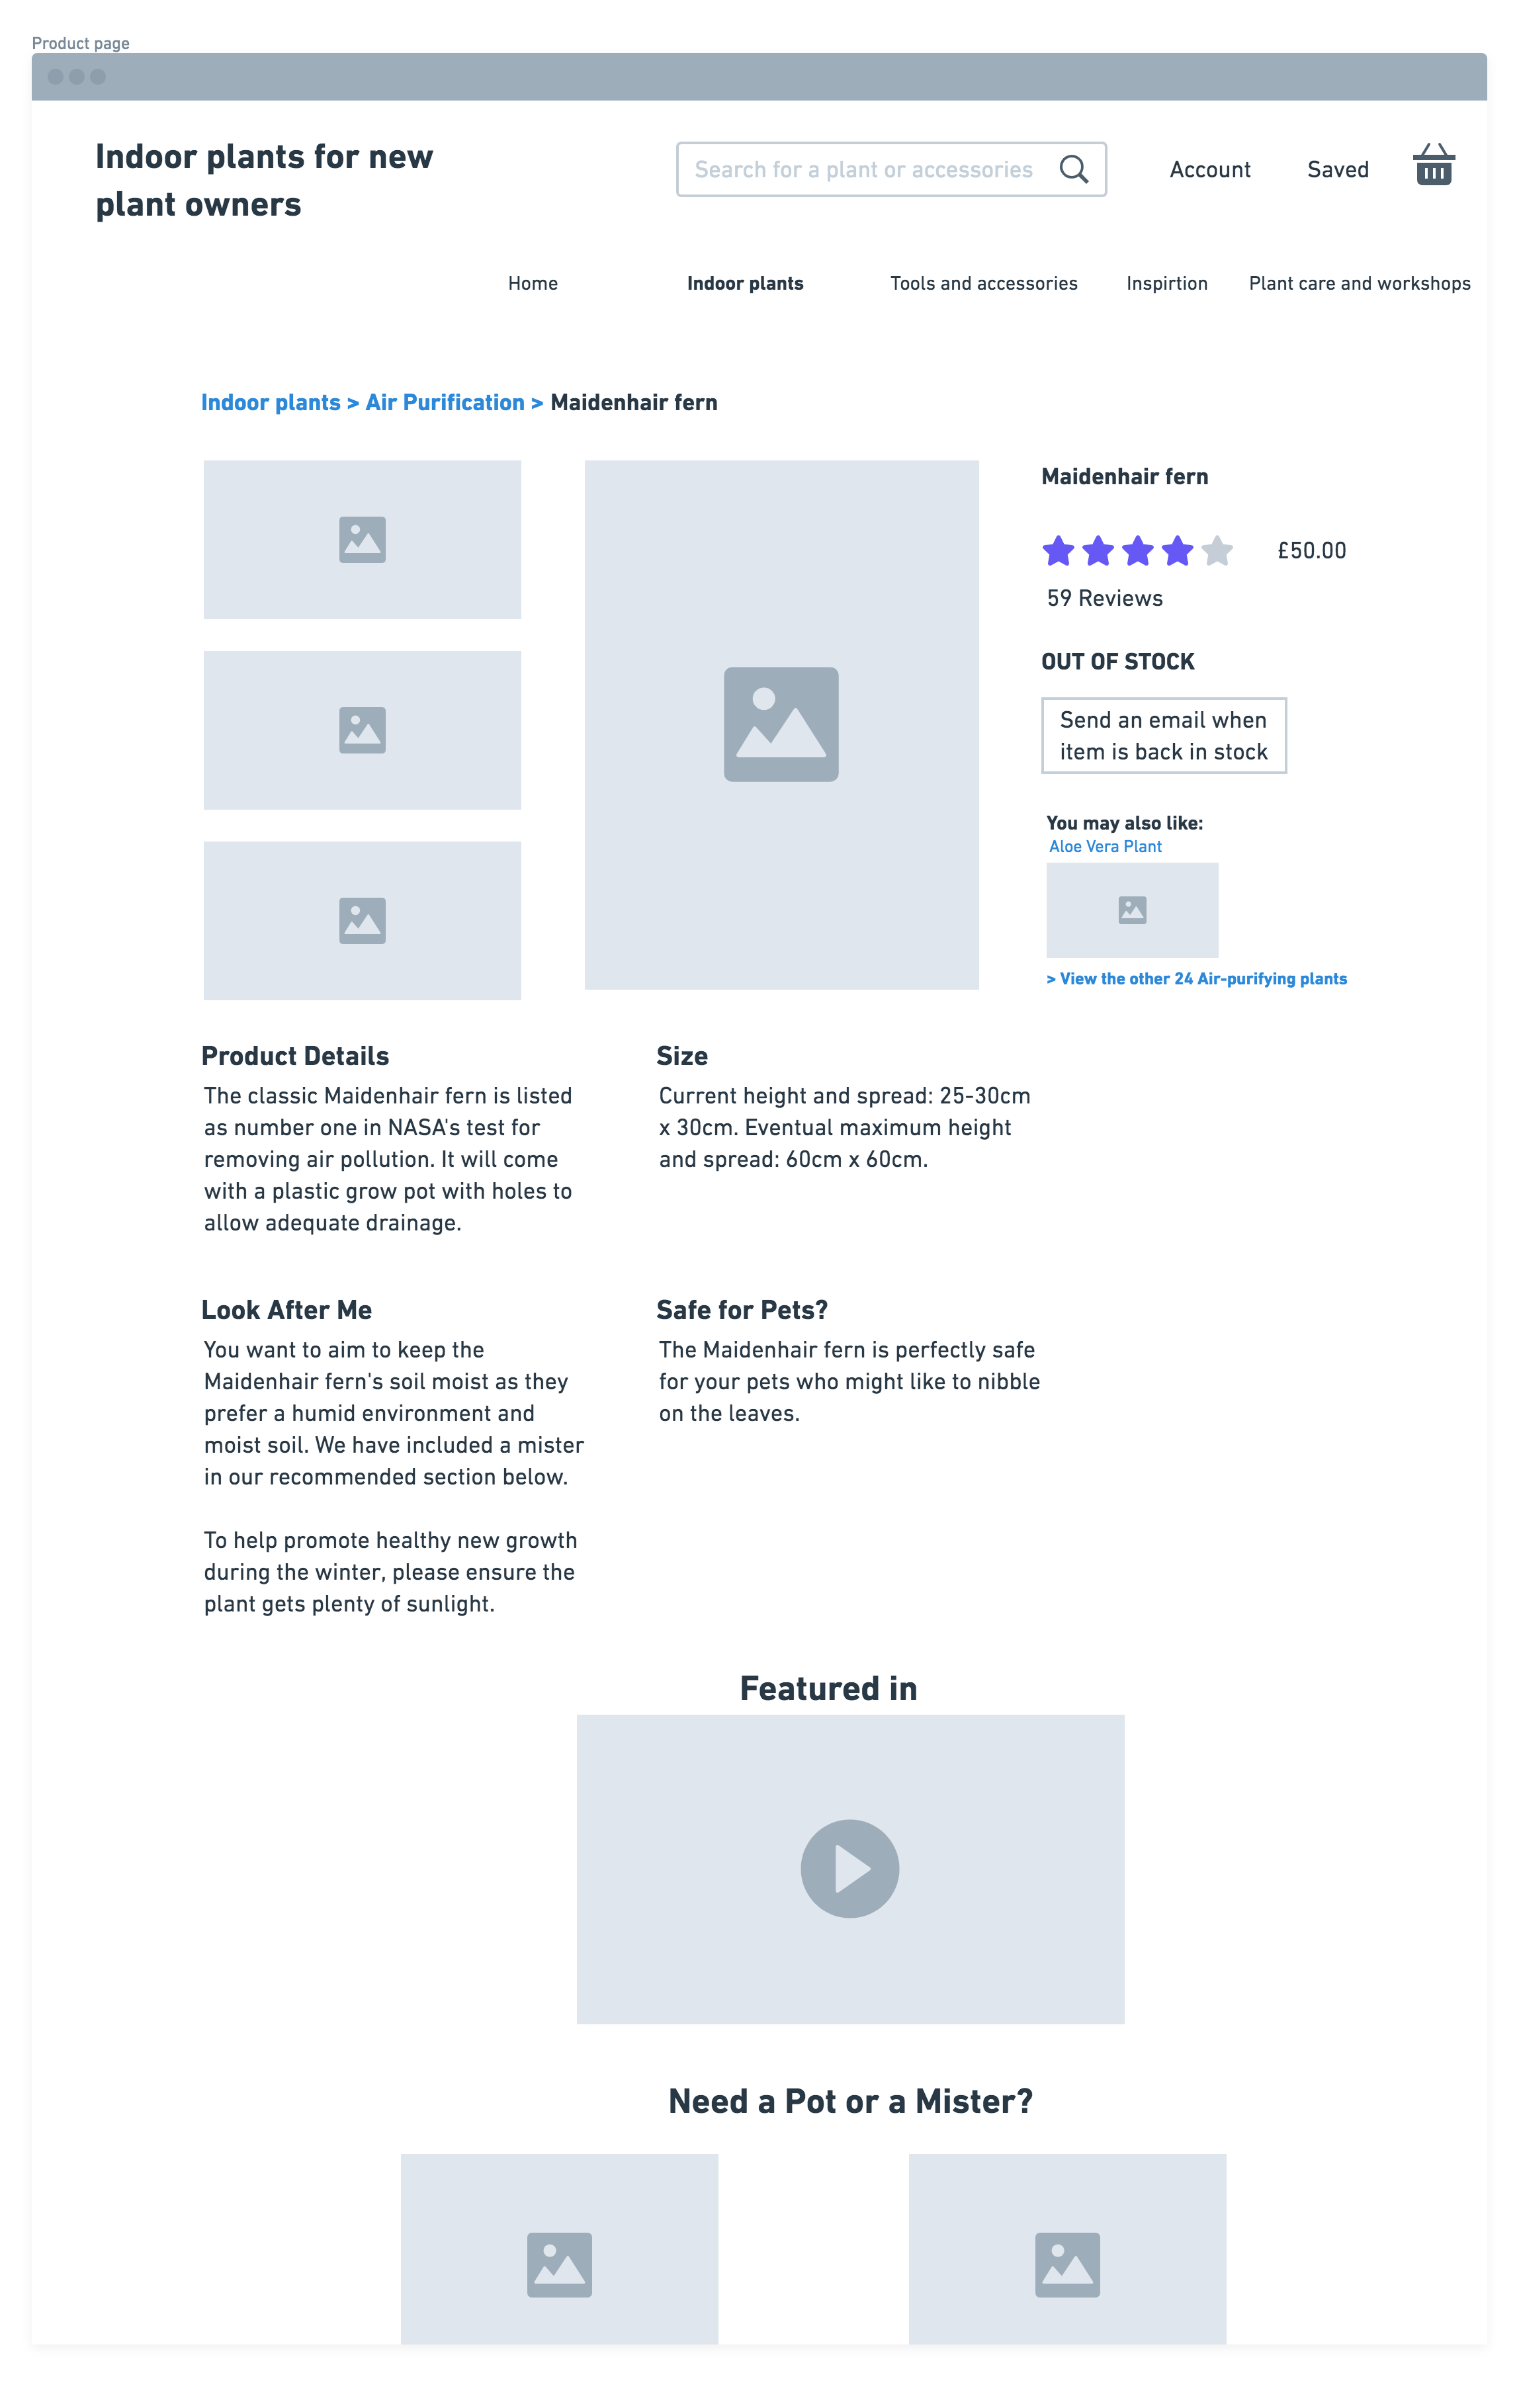 Product page
Indoor plants for new
plant owners
Search for a plant or accessories
Account
Saved
Home
Indoor plants
Tools and accessories
Inspirtion
Plant care and workshops
Indoor plants > Air Purification > Maidenhair fern
Maidenhair fern
£50.00
59 Reviews
OUT OF STOCK
Send an email when
item is back in stock
You may also like:
Aloe Vera Plant
> View the other 24 Air-purifying plants
Product Details
The classic Maidenhair fern is listed
as number one in NASA's test for
removing air pollution. It will come
with a plastic grow pot with holes to
allow adequate drainage.
Size
Current height and spread: 25-30cm
x 30cm. Eventual maximum height
and spread: 60cm x 60cm.
Look After Me
You want to aim to keep the
Maidenhair fern's soil moist as they
prefer a humid environment and
moist soil. We have included a mister
in our recommended section below.
To help promote healthy new growth
during the winter, please ensure the
plant gets plenty of sunlight.
Safe for Pets?
The Maidenhair fern is perfectly safe
for your pets who might like to nibble
on the leaves.
Featured in
Need a Pot or a Mister?